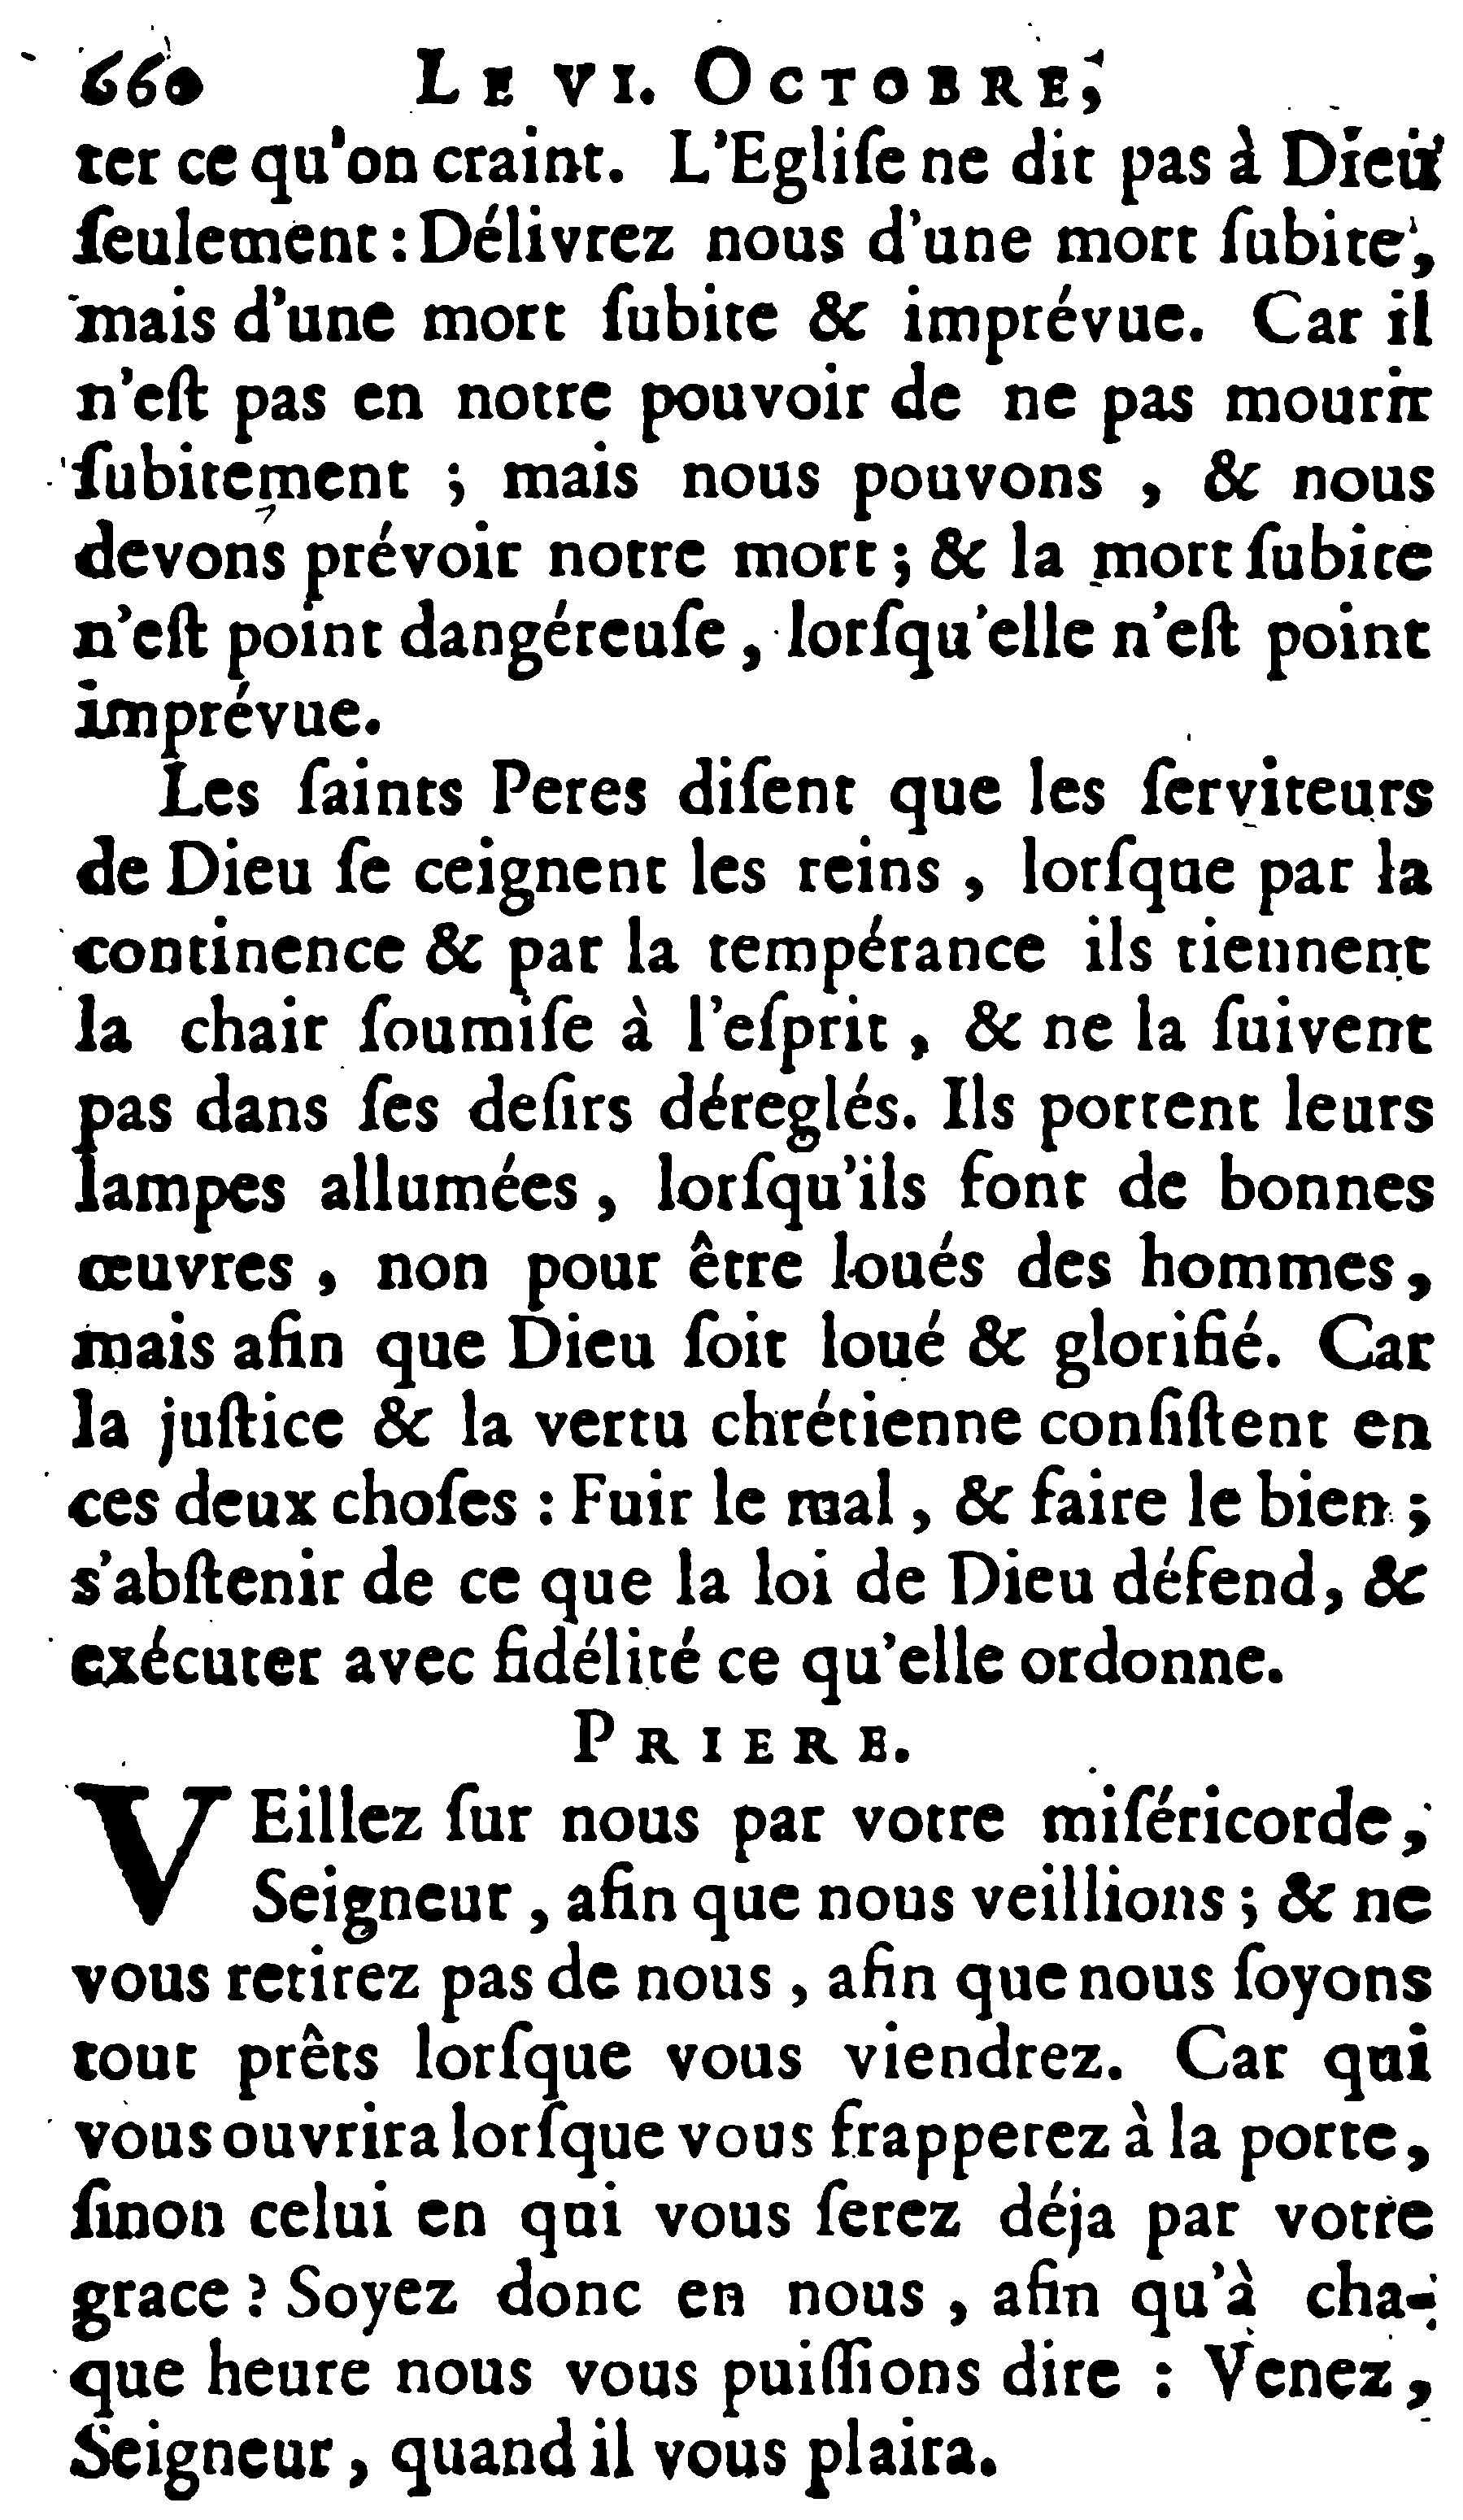 660 LE VI. OCTOBRE,
ter ce qu'on craint. L'Egliſe ne dit pas à Dieu
ſeulement : Délivrez nous d'une mort ſubite,
mais d'une mort ſubite & imprévue. Car il
n'eſt pas en notre pouvoir de ne pas mourir
ſubitement ; mais nous pouvons , & nous
devons prévoir notre mort ; & la mort ſubite
n'eſt point dangéreuſe , lorſqu'elle n'eſt point
imprévue.
Les ſaints Peres diſent que les ſerviteurs
de Dieu ſe ceignent les reins , lorſque par la
continence & par la tempérance ils tiennent
la chair ſoumiſe à l'eſprit , & ne la ſuivent
pas dans ſes deſirs déreglés. Ils portent leurs
lampes allumées , lorſqu'ils font de bonnes
œuvres , non pour être loués des hommes ,
mais afin que Dieu ſoit loué & glorifié. Car
la juſtice & la vertu chrétienne conſiſtent en
ces deux choſes : Fuir le mal , & faire le bien ;
s'abſtenir de ce que la loi de Dieu défend, &
exécuter avec fidélité ce qu'elle ordonne.
PRIERE.
VEillez ſur nous par votre miſéricorde ,
Seigneur , afin que nous veillions ; & ne
vous retirez pas de nous , afin que nous ſoyons
tout prêts lorſque vous viendrez. Car qui
vous ouvrira lorſque vous frapperez à la porte,
ſinon celui en qui vous ſerez déja par votre
grace ? Soyez donc en nous , afin qu'à cha-
que heure nous vous puiſſions dire : Venez ,
Seigneur , quand il vous plaira.